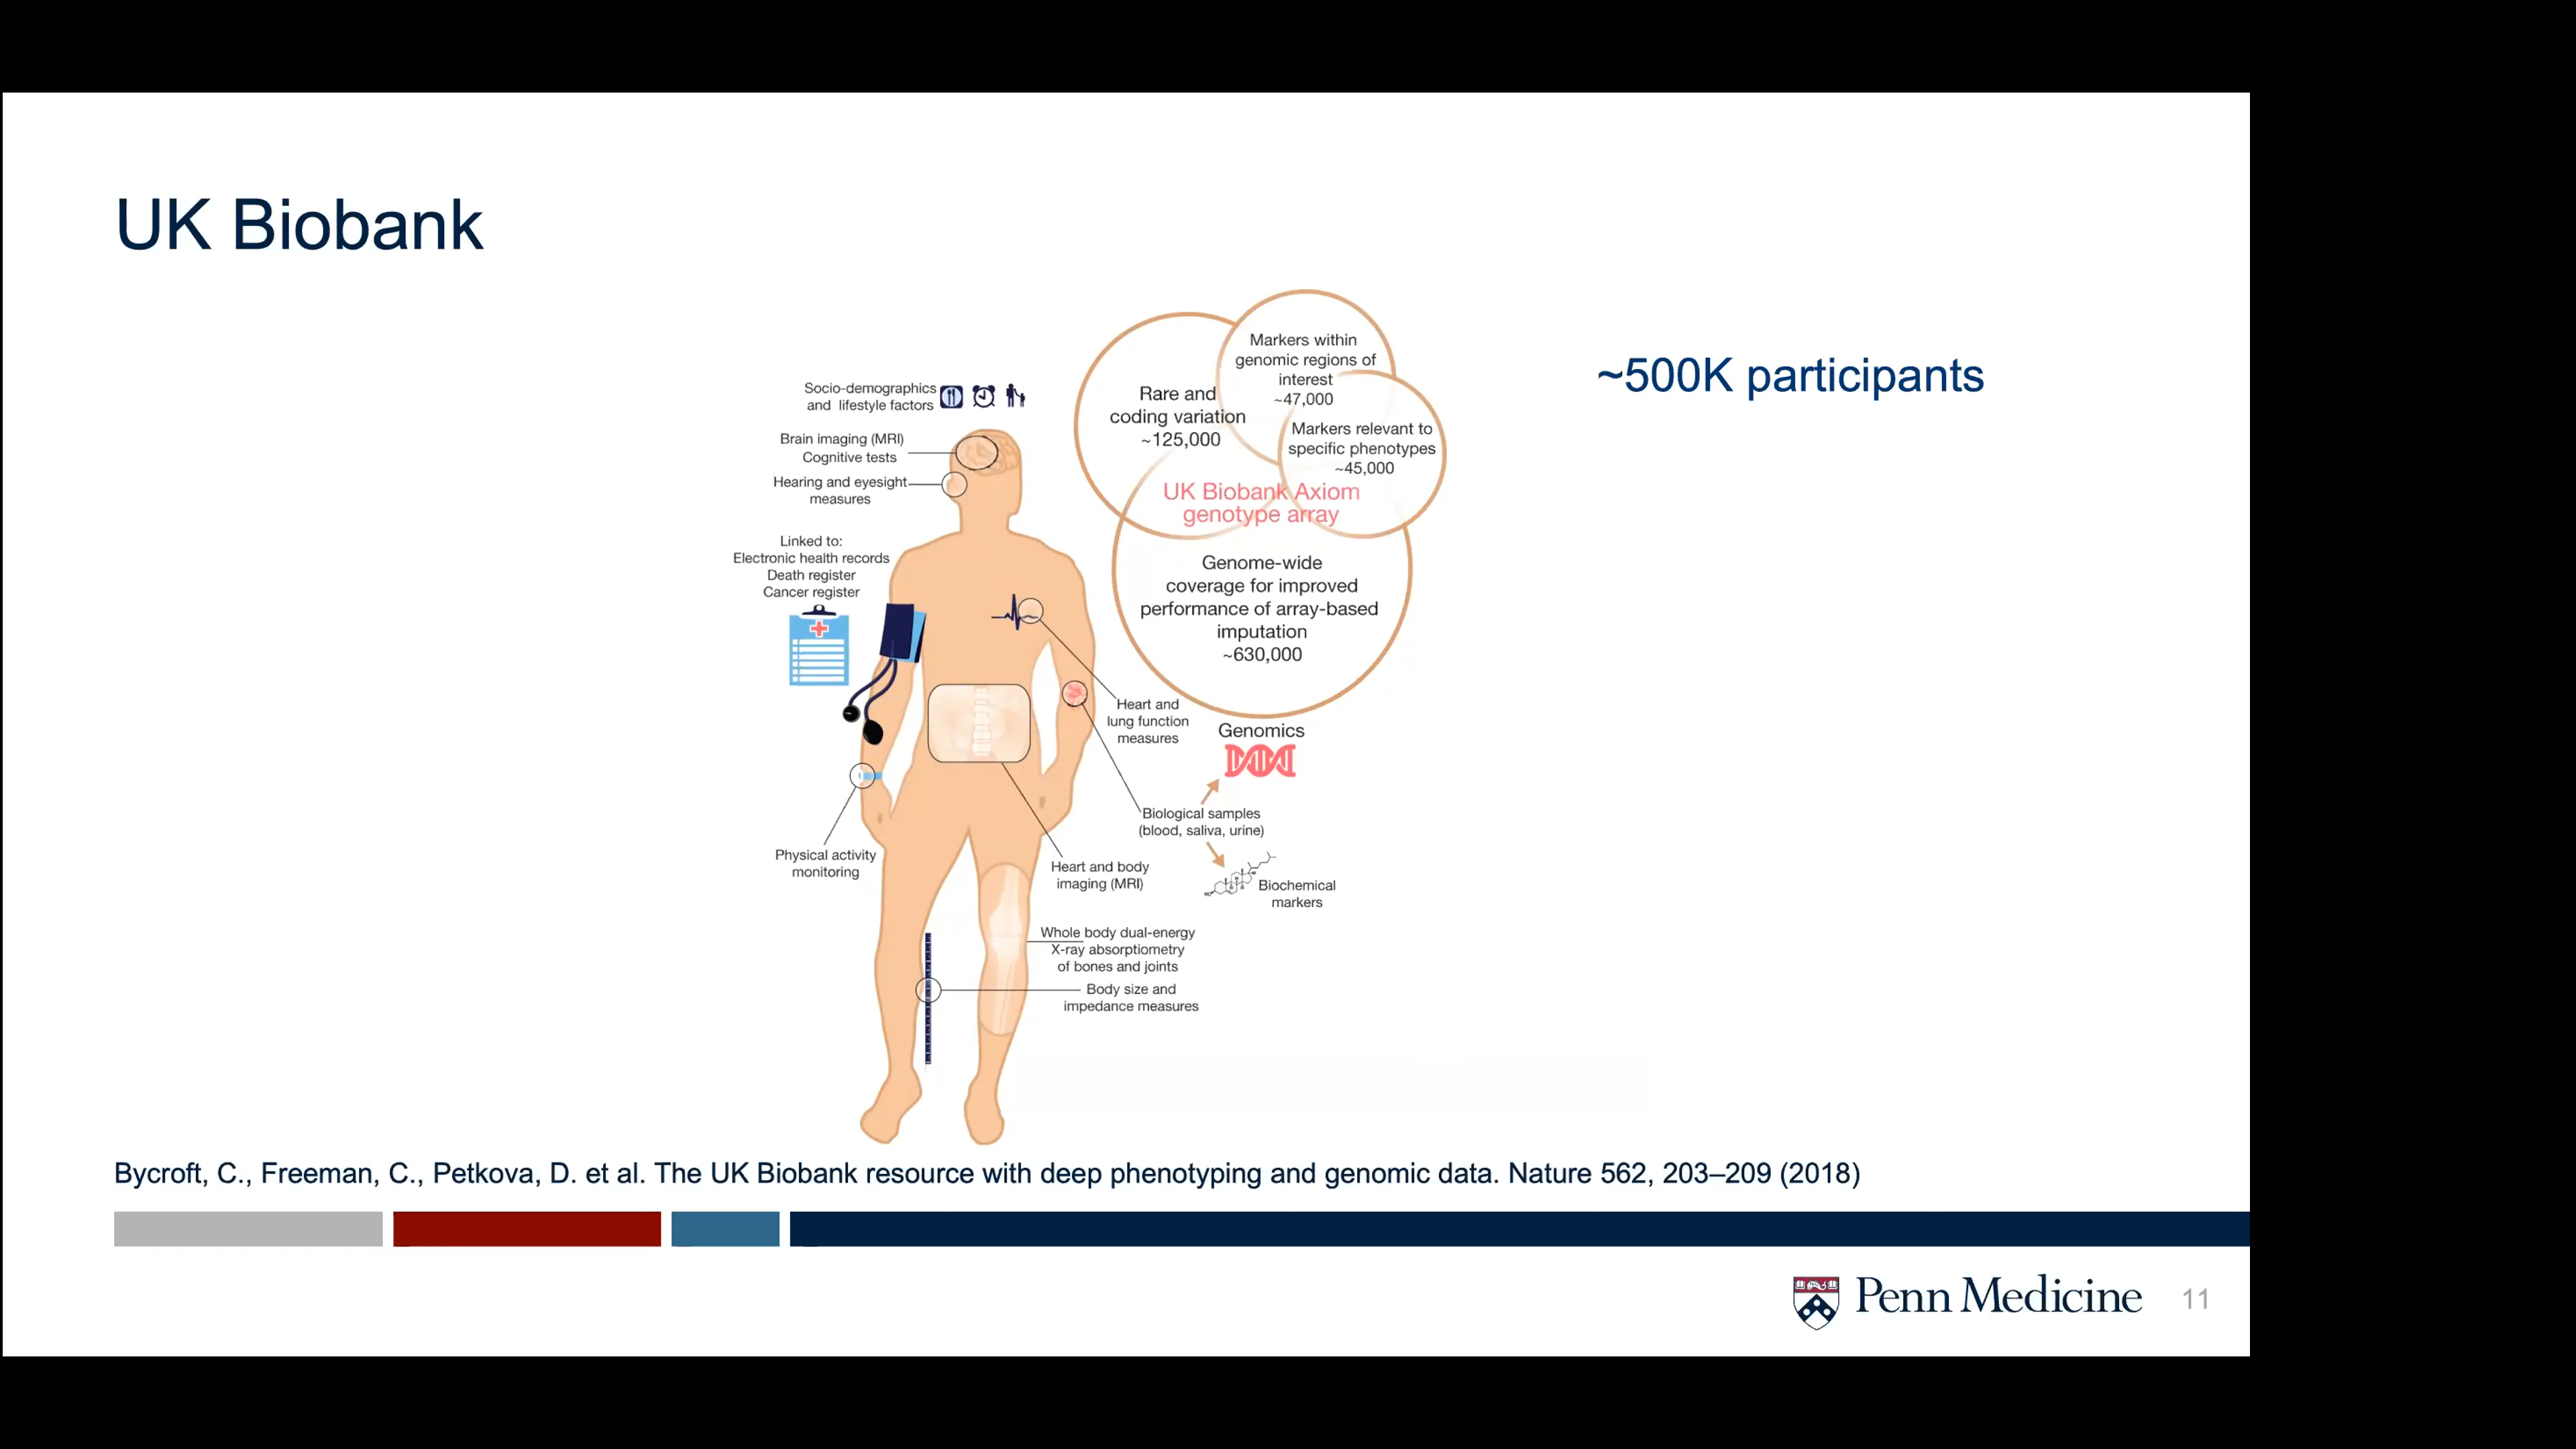 UK Biobank
~500K participants
Socio-demographics
and lifestyle factors
Brain imaging (MRI)
Cognitive tests
Hearing and eyesight
measures
Linked to:
Electronic health records
Death register
Cancer register
Physical activity
monitoring
Rare and
coding variation
~125,000
Markers within
genomic regions of
interest
~47,000
Markers relevant to
specific phenotypes
~45,000
UK Biobank Axiom
genotype array
Genome-wide
coverage for improved
performance of array-based
imputation
~630,000
Heart and
lung function
measures
Genomics
Biological samples
(blood, saliva, urine)
Heart and body
imaging (MRI)
Biochemical
markers
Whole body dual-energy
X-ray absorptiometry
of bones and joints
Body size and
impedance measures
Bycroft, C., Freeman, C., Petkova, D. et al. The UK Biobank resource with deep phenotyping and genomic data. Nature 562, 203–209 (2018)
Penn Medicine
11